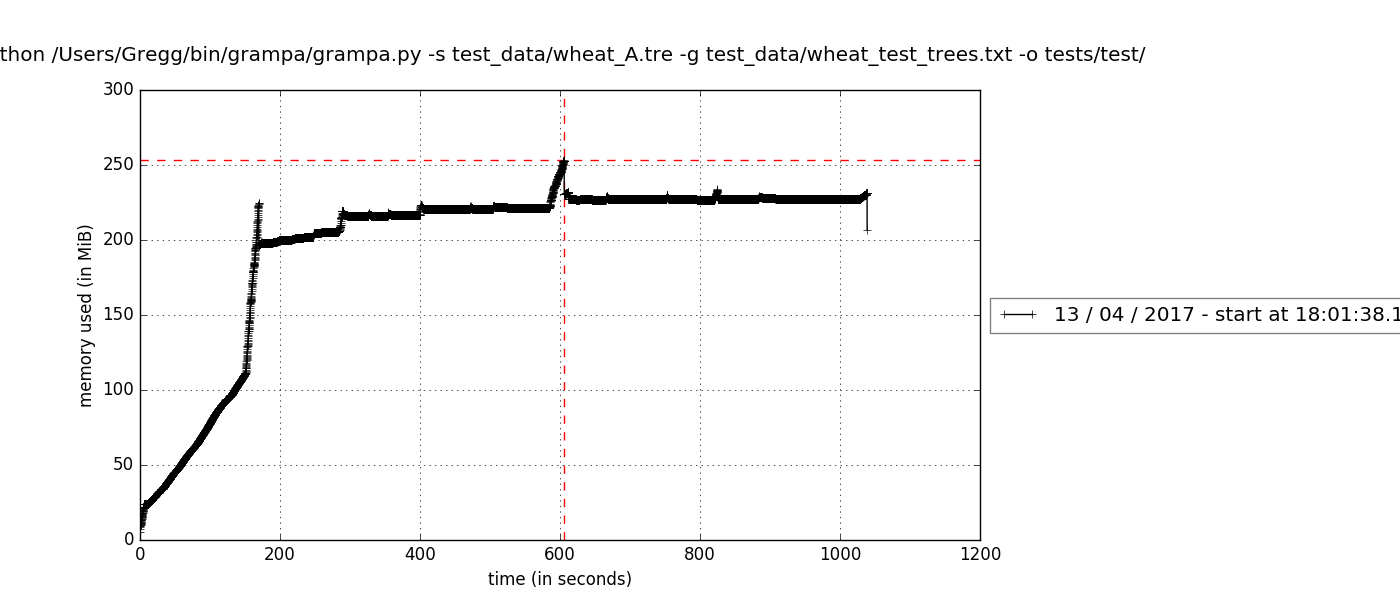 thon /Users/Gregg/bin/grampa/grampa.py -s test_data/wheat_A.tre -g test_data/wheat_test_trees.txt -o tests/test/
300
250
200
150
100
50
0
memory used (in MiB)
0 200 400 600 800 1000 1200
time (in seconds)
13 / 04 / 2017 - start at 18:01:38.1